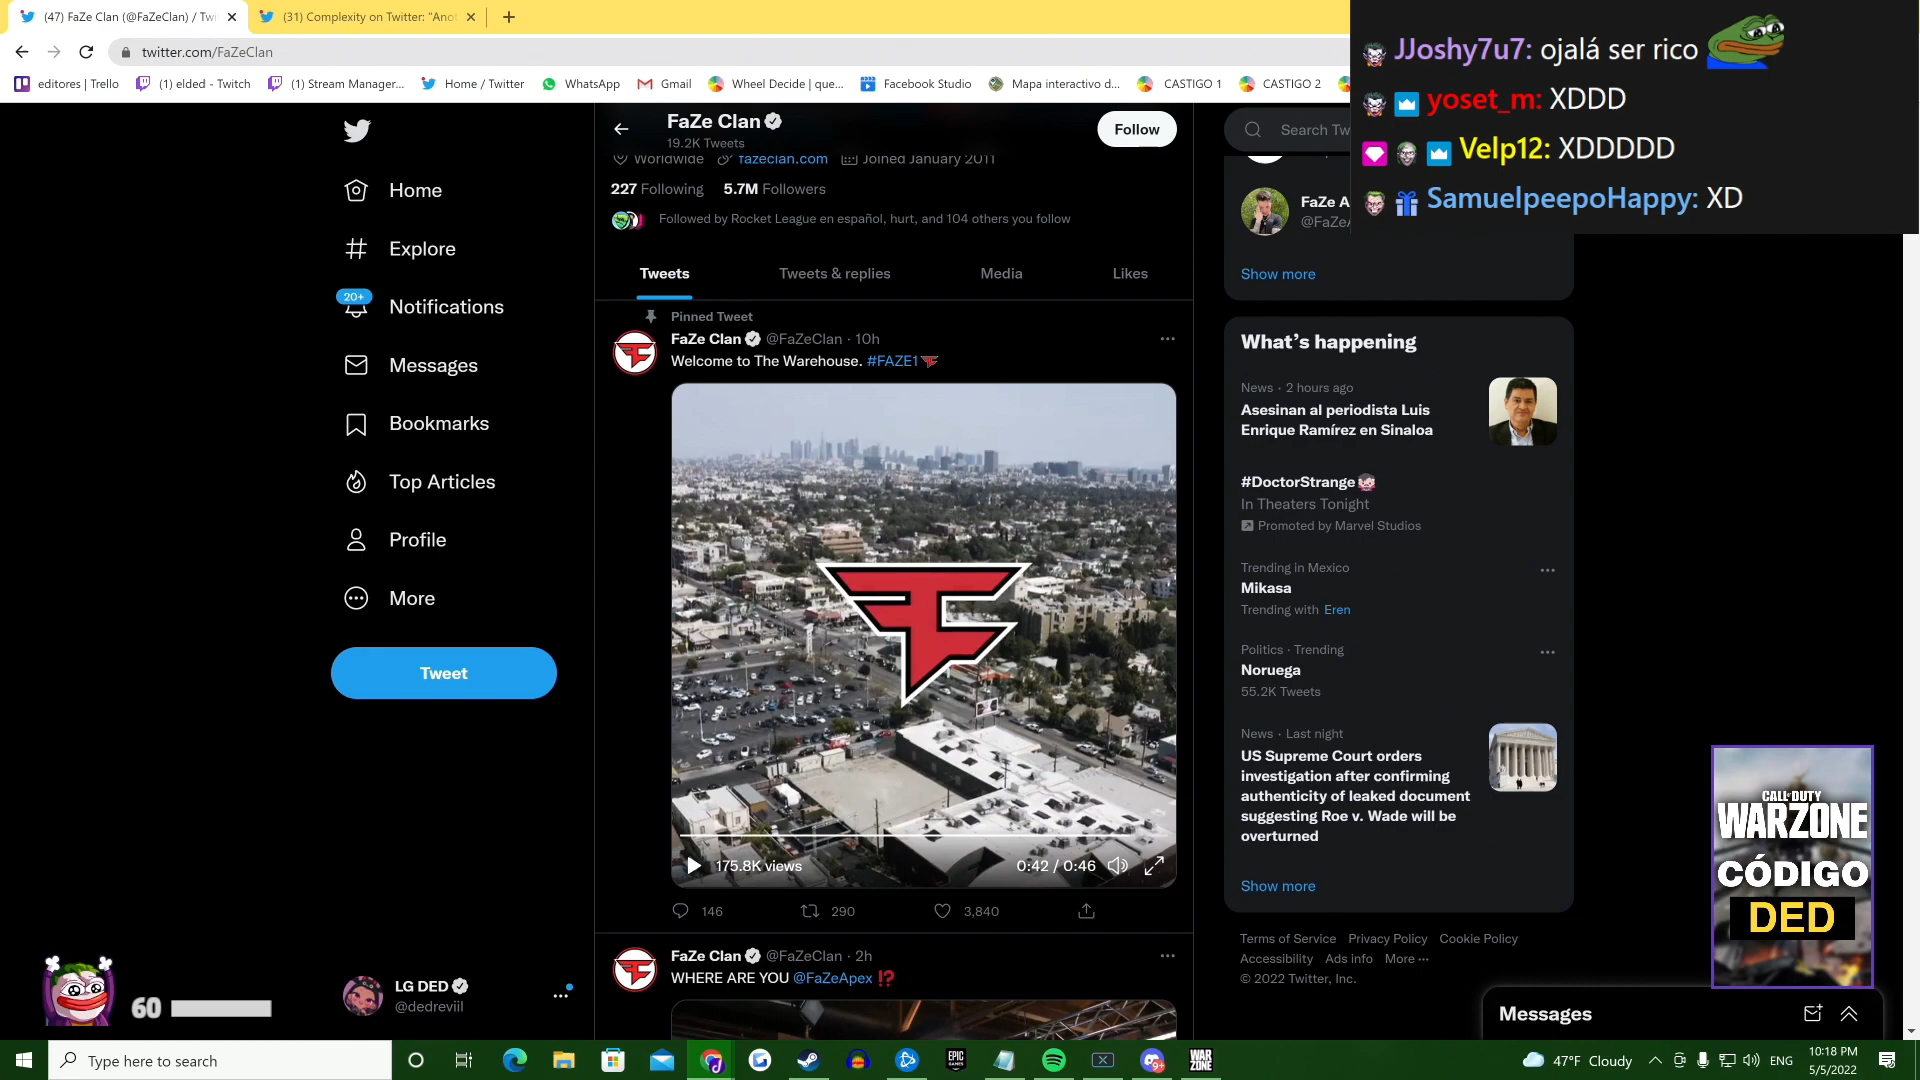 (47) FaZe Clan (@FaZeClan) / Twi
(31) Complexity on Twitter: "Anot
twitter.com/FaZeClan
editores | Trello
(1) elded - Twitch
(1) Stream Manager...
Home / Twitter
WhatsApp
Gmail
Wheel Decide | que...
Facebook Studio
Mapa interactivo d...
CASTIGO 1
CASTIGO 2
JJoshy7u7: ojalá ser rico
yoset_m: XDDD
Velp12: XDDDDD
SamuelpeepoHappy: XD
Home
Explore
20+
Notifications
Messages
Bookmarks
Top Articles
Profile
More
Tweet
LG DED
@dedreviil
60
FaZe Clan
19.2K Tweets
Follow
Worldwide
fazeclan.com
Joined January 2011
227 Following 5.7M Followers
Followed by Rocket League en español, hurt, and 104 others you follow
Tweets
Tweets & replies
Media
Likes
Pinned Tweet
FaZe Clan @FaZeClan · 10h
Welcome to The Warehouse. #FAZE1
175.8K views
0:42 / 0:46
146
290
3,840
FaZe Clan @FaZeClan · 2h
WHERE ARE YOU @FaZeApex ⁉
Search Tw
FaZe A
@FaZeA
Show more
What's happening
News · 2 hours ago
Asesinan al periodista Luis
Enrique Ramírez en Sinaloa
#DoctorStrange
In Theaters Tonight
Promoted by Marvel Studios
Trending in Mexico
Mikasa
Trending with Eren
Politics · Trending
Noruega
55.2K Tweets
News · Last night
US Supreme Court orders
investigation after confirming
authenticity of leaked document
suggesting Roe v. Wade will be
overturned
Show more
Terms of Service Privacy Policy Cookie Policy
Accessibility Ads info More ···
© 2022 Twitter, Inc.
CALL OF DUTY
WARZONE
CÓDIGO
DED
Messages
Type here to search
EPIC
GAMES
9+
WAR
ZONE
47°F Cloudy
ENG
10:18 PM
5/5/2022